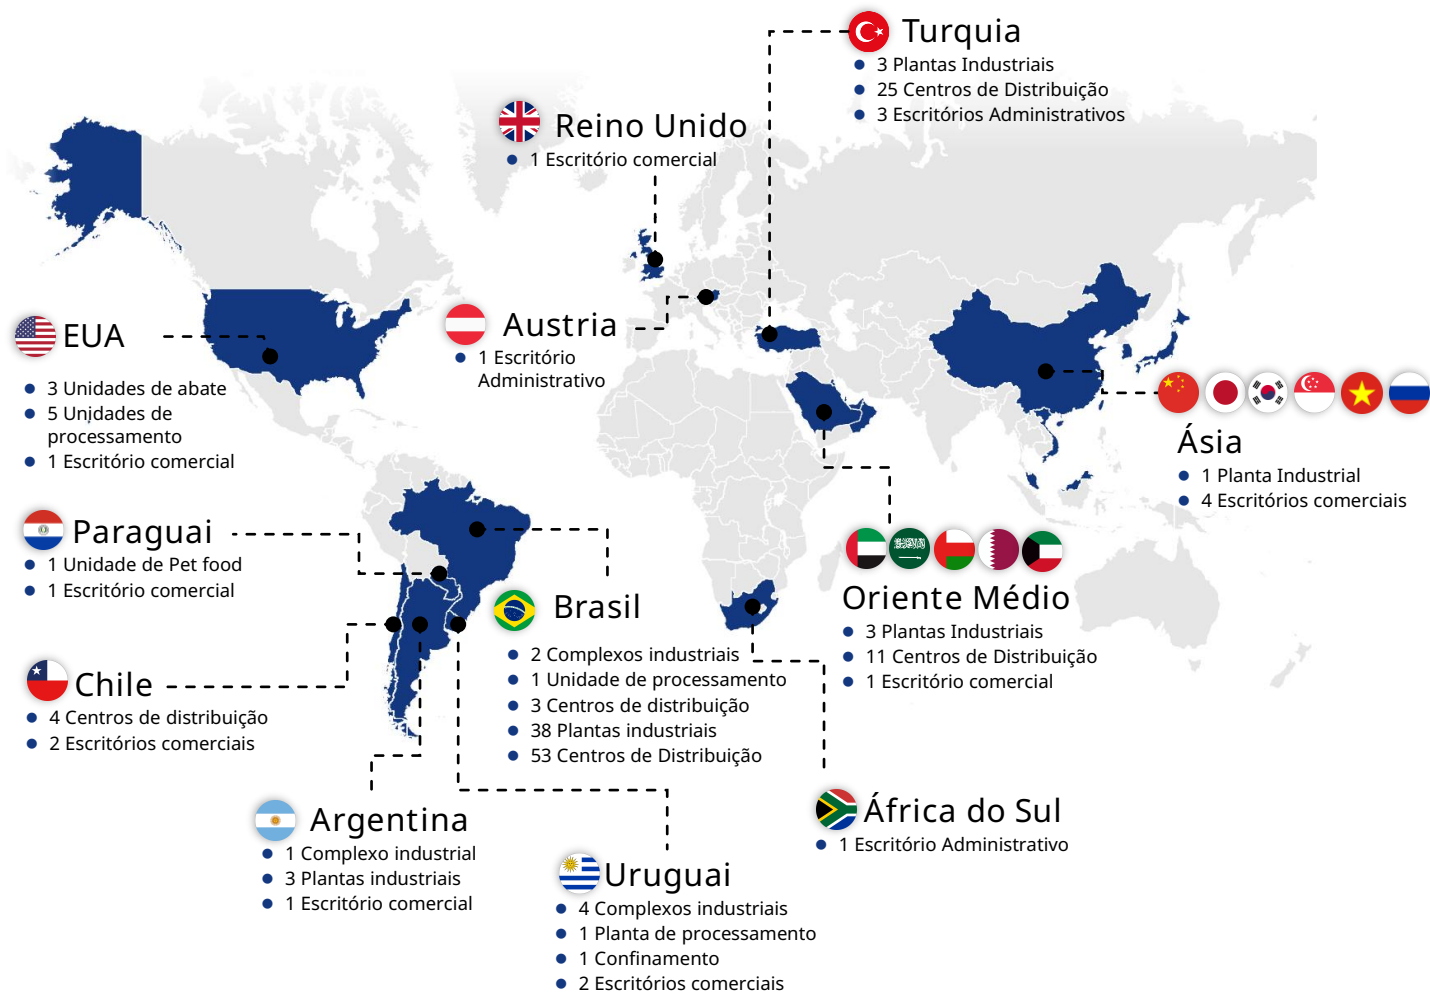 Turquia
3 Plantas Industriais
25 Centros de Distribuição
3 Escritórios Administrativos
Reino Unido
1 Escritório comercial
Austria
1 Escritório
Administrativo
EUA
3 Unidades de abate
5 Unidades de
processamento
1 Escritório comercial
Ásia
1 Planta Industrial
4 Escritórios comerciais
Paraguai
1 Unidade de Pet food
1 Escritório comercial
Oriente Médio
3 Plantas Industriais
11 Centros de Distribuição
1 Escritório comercial
Brasil
2 Complexos industriais
1 Unidade de processamento
3 Centros de distribuição
38 Plantas industriais
53 Centros de Distribuição
Chile
4 Centros de distribuição
2 Escritórios comerciais
Argentina
1 Complexo industrial
3 Plantas industriais
1 Escritório comercial
África do Sul
1 Escritório Administrativo
Uruguai
4 Complexos industriais
1 Planta de processamento
1 Confinamento
2 Escritórios comerciais